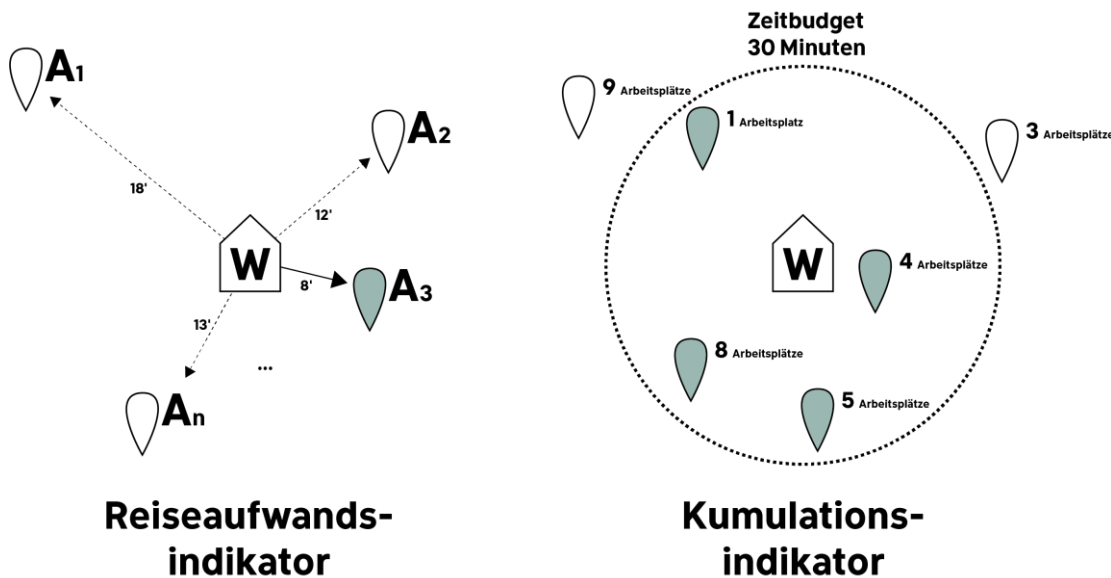 A1
A2
18'
12'
W
8'
A3
13'
...
An
Reiseaufwands-
indikator
Zeitbudget
30 Minuten
9 Arbeitsplätze
1 Arbeitsplatz
3 Arbeitsplätze
W
4 Arbeitsplätze
8 Arbeitsplätze
5 Arbeitsplätze
Kumulations-
indikator